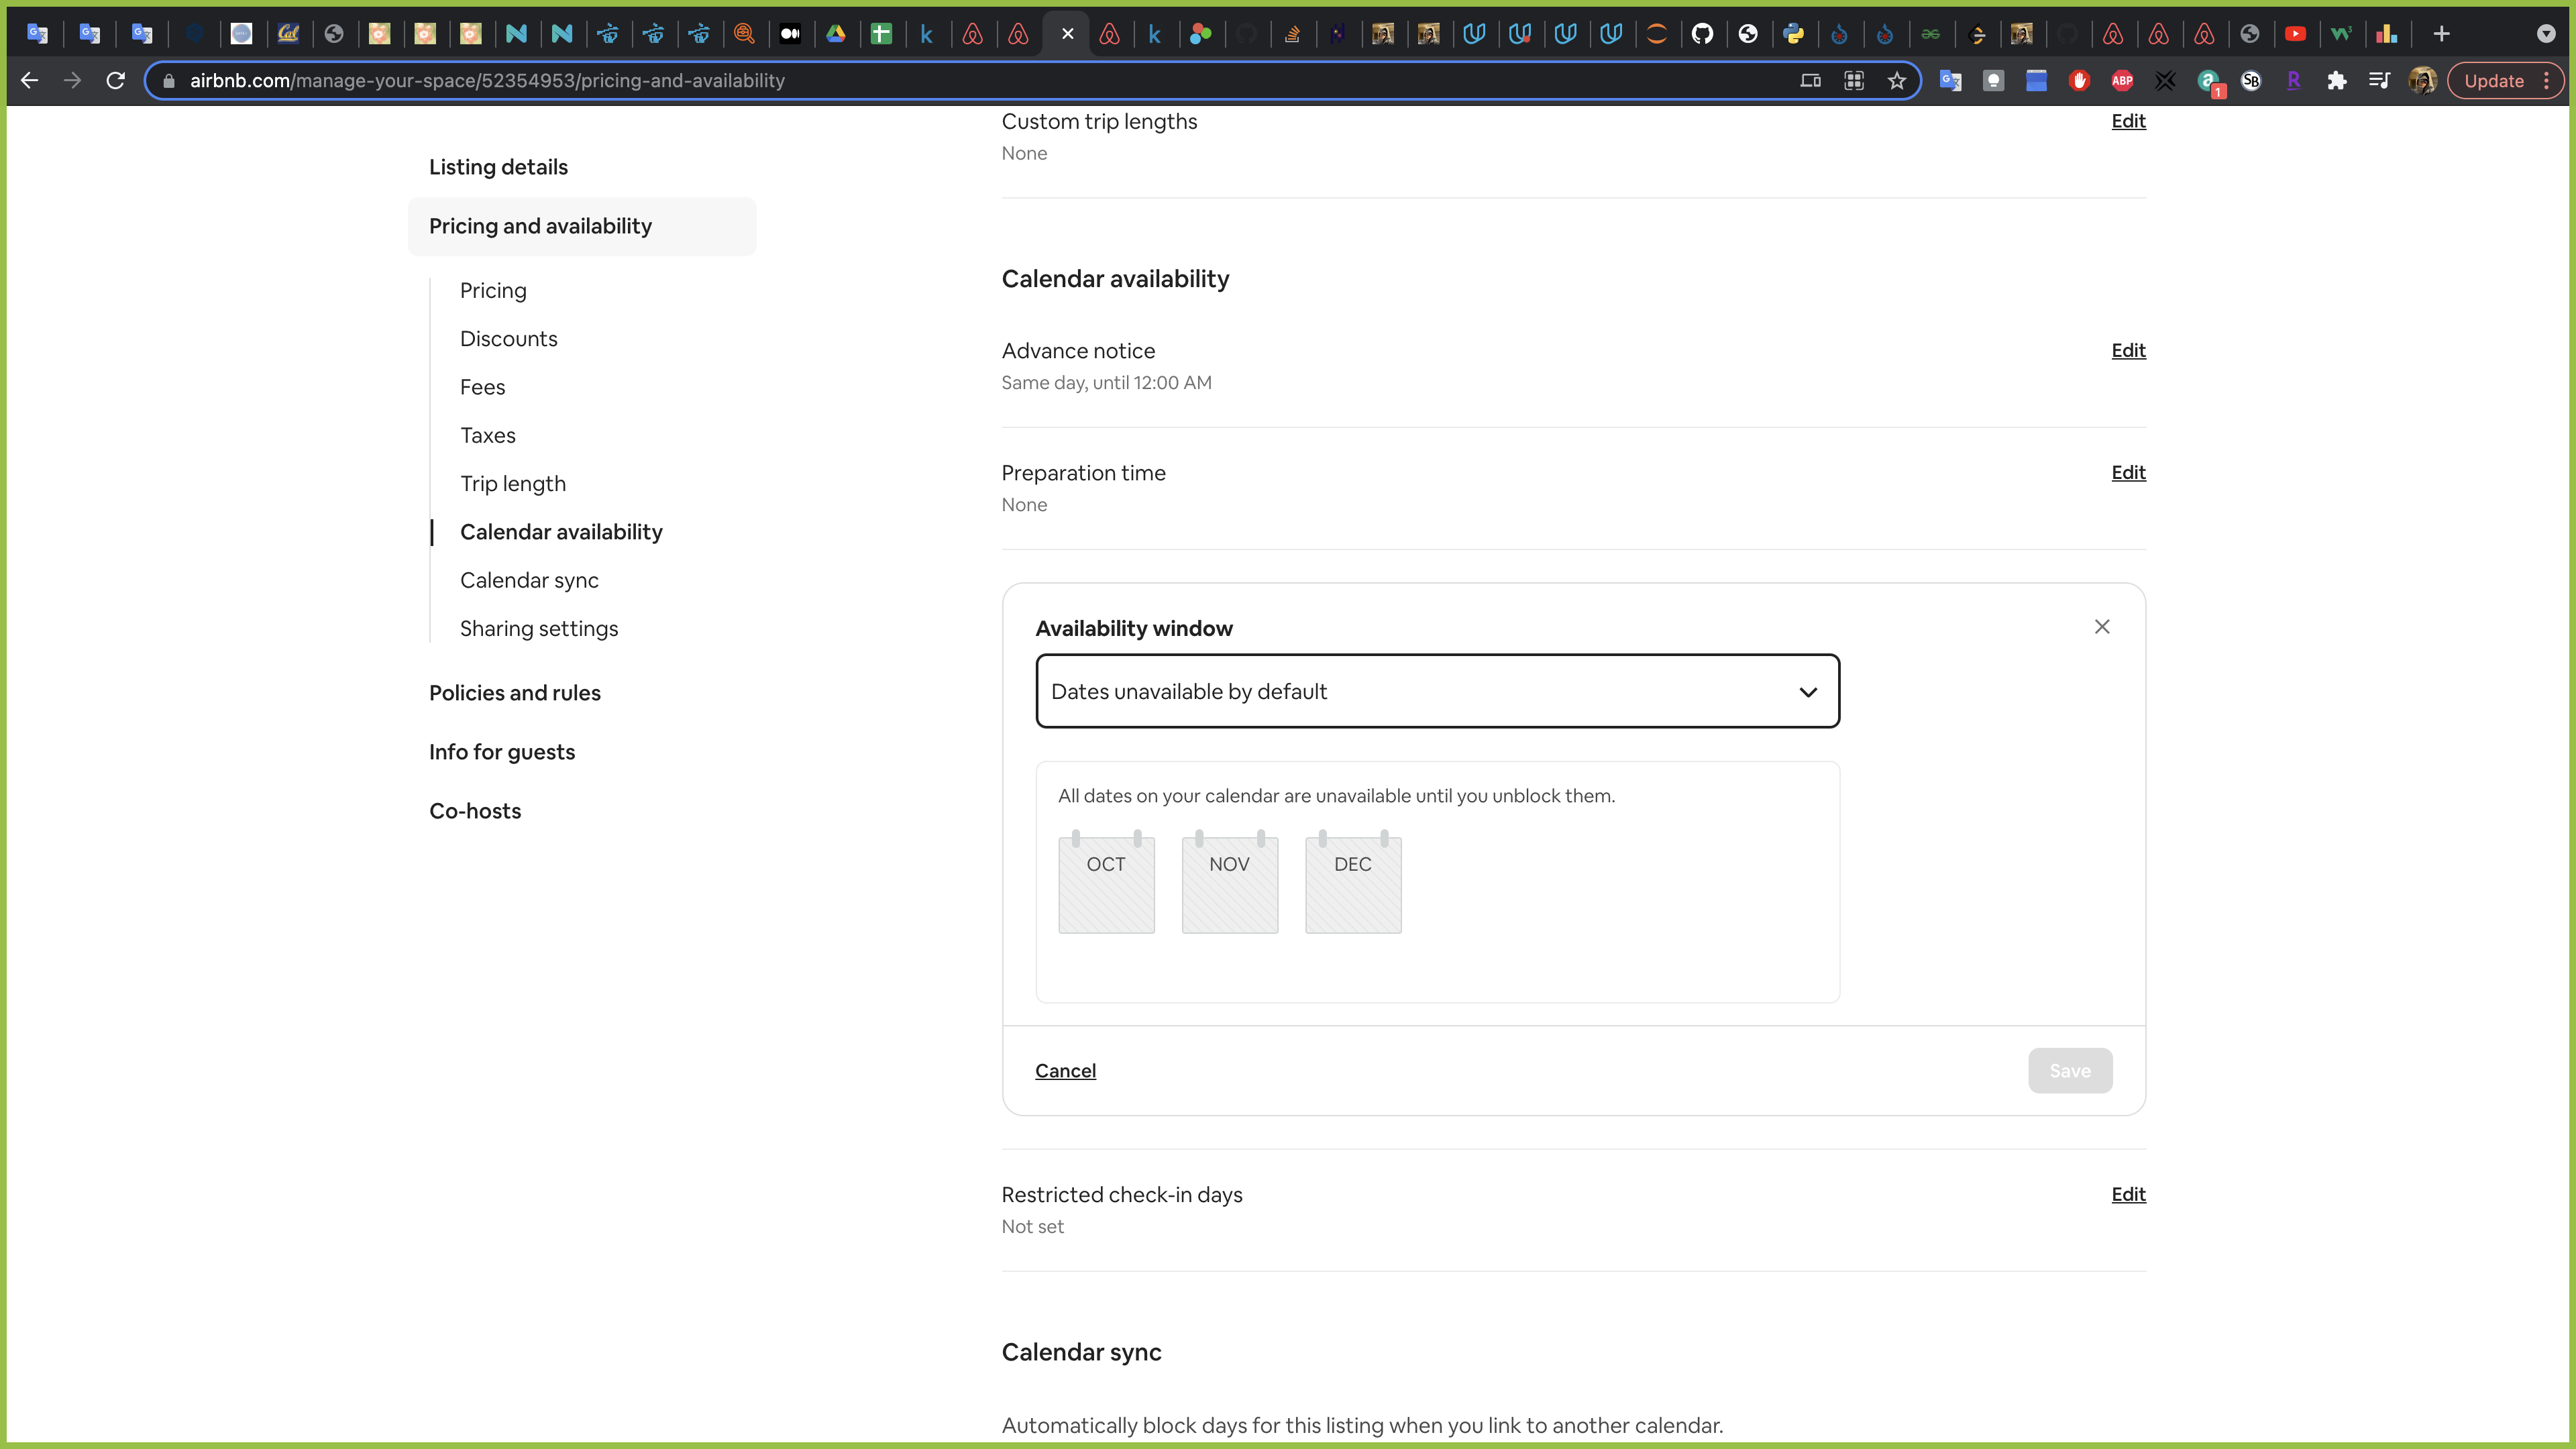 airbnb.com/manage-your-space/52354953/pricing-and-availability
ABP
1
SB
R
Update
Listing details
Pricing and availability
Pricing
Discounts
Fees
Taxes
Trip length
Calendar availability
Calendar sync
Sharing settings
Policies and rules
Info for guests
Co-hosts
Custom trip lengths
Edit
None
Calendar availability
Advance notice
Edit
Same day, until 12:00 AM
Preparation time
Edit
None
Availability window
Dates unavailable by default
All dates on your calendar are unavailable until you unblock them.
OCT NOV DEC
Cancel
Save
Restricted check-in days
Edit
Not set
Calendar sync
Automatically block days for this listing when you link to another calendar.